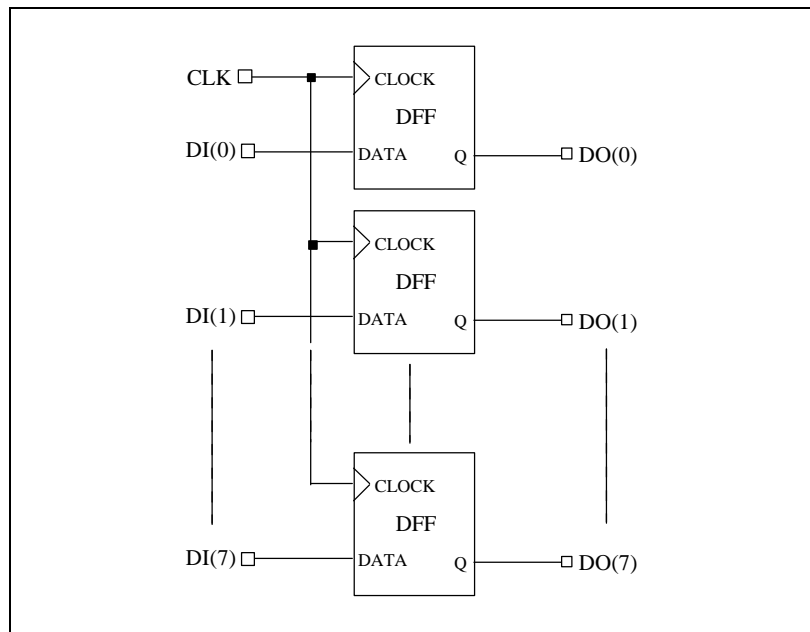 CLK
CLOCK
DFF
DI(0)
DATA
Q
DO(0)
CLOCK
DFF
DI(1)
DATA
Q
DO(1)
CLOCK
DFF
DI(7)
DATA
Q
DO(7)